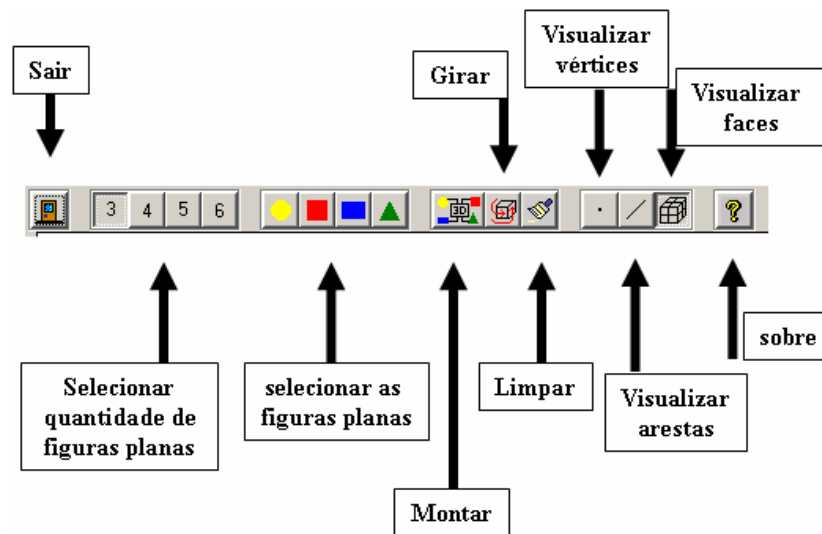 Visualizar
vértices
Sair
Girar
Visualizar
faces
3 4 5 6
3D
?
sobre
Selecionar
quantidade de
figuras planas
selecionar as
figuras planas
Limpar
Visualizar
arestas
Montar